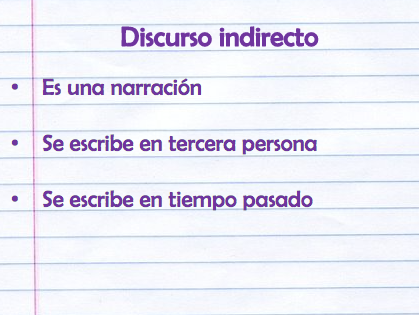 Discurso indirecto
• Es una narración
• Se escribe en tercera persona
• Se escribe en tiempo pasado